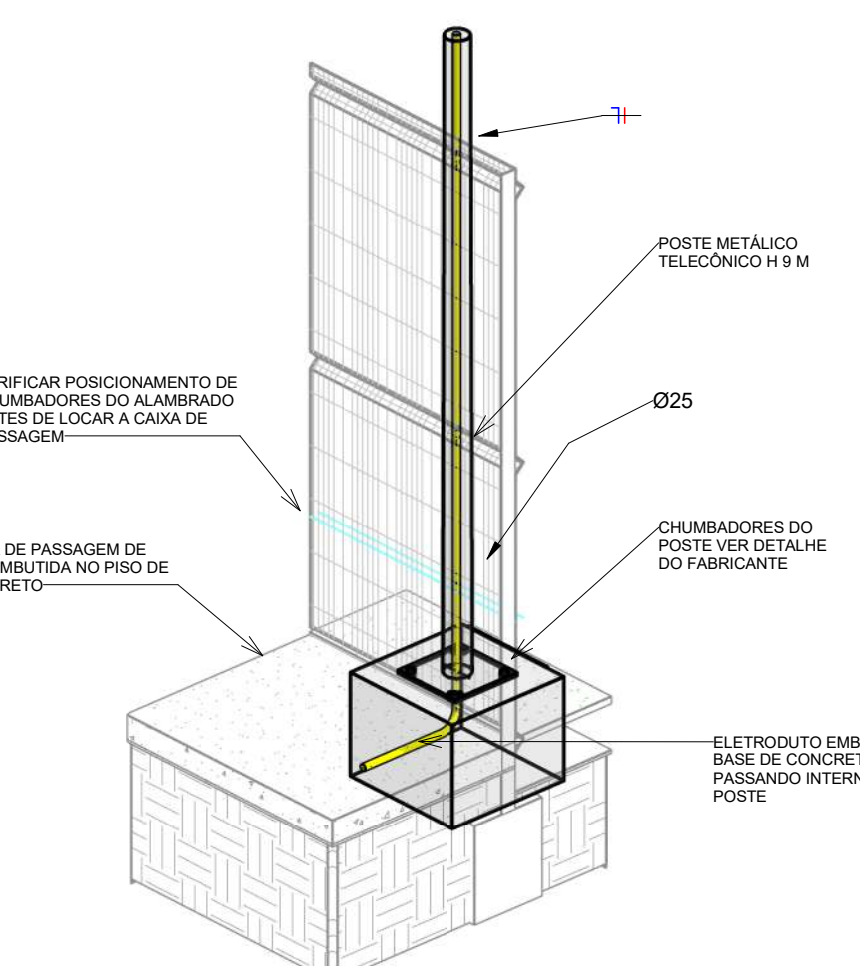 POSTE METÁLICO
TELECÔNICO H 9 M
RIFICAR POSICIONAMENTO DE
UMBADORES DO ALAMBRADO
TES DE LOCAR A CAIXA DE
SSAGEM
Ø25
DE PASSAGEM DE
MBUTIDA NO PISO DE
RETO
CHUMBADORES DO
POSTE VER DETALHE
DO FABRICANTE
ELETRODUTO EMB
BASE DE CONCRET
PASSANDO INTERN
POSTE